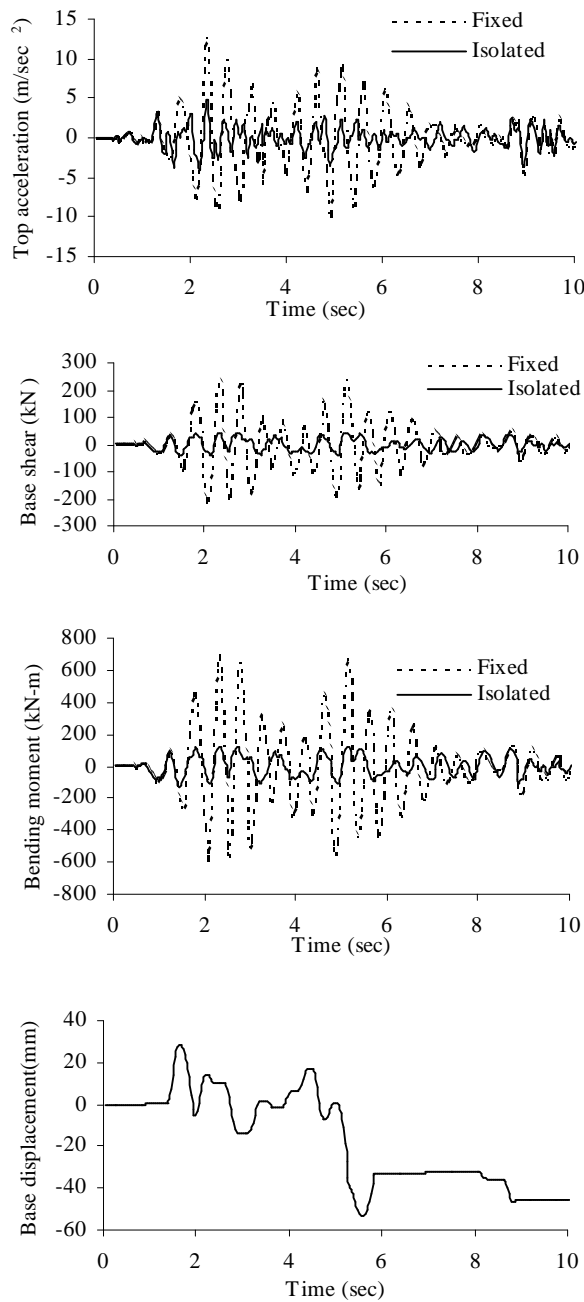 15
10
5
0
-5
-10
-15
Top acceleration (m/sec 2)
Fixed
Isolated
0 2 4 6 8 10
Time (sec)
300
200
100
0
-100
-200
-300
Base shear (kN)
Fixed
Isolated
0 2 4 6 8 10
Time (sec)
800
600
400
200
0
-200
-400
-600
-800
Bending moment (kN-m)
Fixed
Isolated
0 2 4 6 8 10
Time (sec)
40
20
0
-20
-40
-60
Base displacement(mm)
0 2 4 6 8 10
Time (sec)